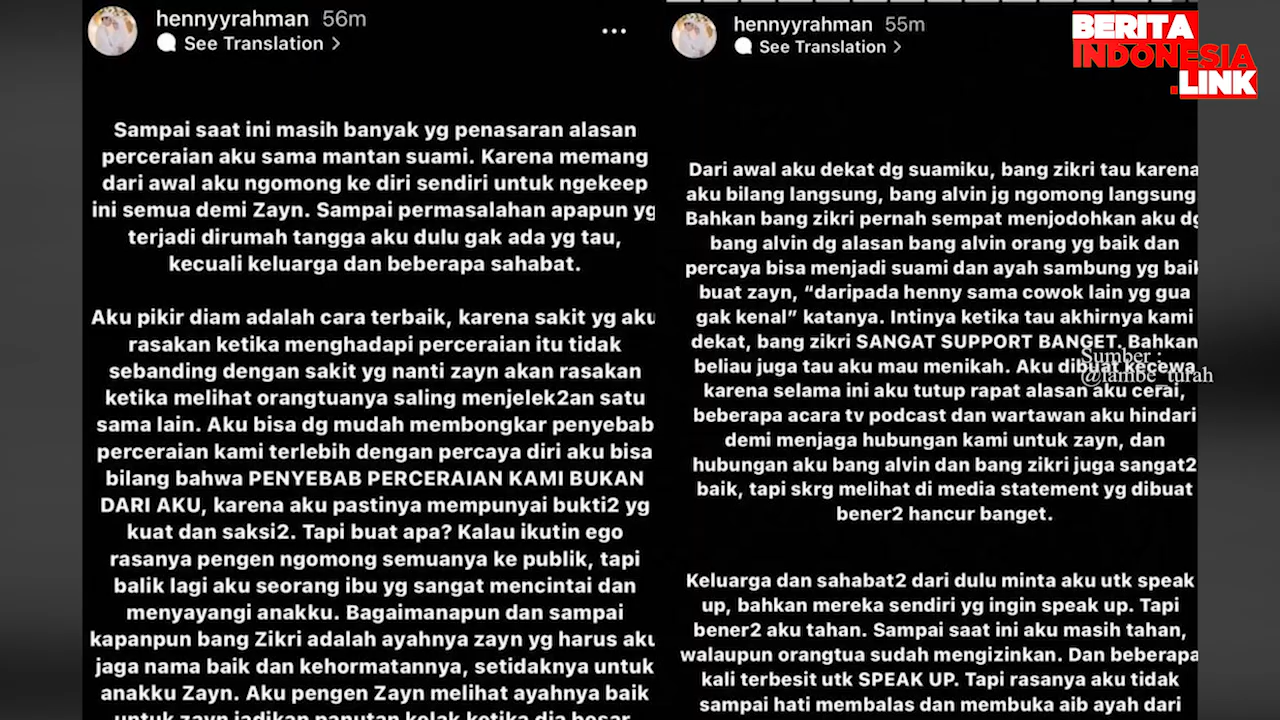 hennyyrahman 56m
See Translation >
Sampai saat ini masih banyak yg penasaran alasan
perceraian aku sama mantan suami. Karena memang
dari awal aku ngomong ke diri sendiri untuk ngekeep
ini semua demi Zayn. Sampai permasalahan apapun yg
terjadi dirumah tangga aku dulu gak ada yg tau,
kecuali keluarga dan beberapa sahabat.
Aku pikir diam adalah cara terbaik, karena sakit yg aku
rasakan ketika menghadapi perceraian itu tidak
sebanding dengan sakit yg nanti zayn akan rasakan
ketika melihat orangtuanya saling menjelek2an satu
sama lain. Aku bisa dg mudah membongkar penyebab
perceraian kami terlebih dengan percaya diri aku bisa
bilang bahwa PENYEBAB PERCERAIAN KAMI BUKAN
DARI AKU, karena aku pastinya mempunyai bukti2 yg
kuat dan saksi2. Tapi buat apa? Kalau ikutin ego
rasanya pengen ngomong semuanya ke publik, tapi
balik lagi aku seorang ibu yg sangat mencintai dan
menyayangi anakku. Bagaimanapun dan sampai
kapanpun bang Zikri adalah ayahnya zayn yg harus aku
jaga nama baik dan kehormatannya, setidaknya untuk
anakku Zayn. Aku pengen Zayn melihat ayahnya baik
untuk zayn jadikan panutan kelak ketika dia besar
hennyyrahman 55m
See Translation >
Dari awal aku dekat dg suamiku, bang zikri tau karena
aku bilang langsung, bang alvin jg ngomong langsung
Bahkan bang zikri pernah sempat menjodohkan aku dg
bang alvin dg alasan bang alvin orang yg baik dan
percaya bisa menjadi suami dan ayah sambung yg baik
buat zayn, “daripada henny sama cowok lain yg gua
gak kenal” katanya. Intinya ketika tau akhirnya kami
dekat, bang zikri SANGAT SUPPORT BANGET. Bahkan
beliau juga tau aku mau menikah. Aku dibuat kecewa
karena selama ini aku tutup rapat alasan aku cerai,
beberapa acara tv podcast dan wartawan aku hindari
demi menjaga hubungan kami untuk zayn, dan
hubungan aku bang alvin dan bang zikri juga sangat2
baik, tapi skrg melihat di media statement yg dibuat
bener2 hancur banget.
Keluarga dan sahabat2 dari dulu minta aku utk speak
up, bahkan mereka sendiri yg ingin speak up. Tapi
bener2 aku tahan. Sampai saat ini aku masih tahan,
walaupun orangtua sudah mengizinkan. Dan beberapa
kali terbesit utk SPEAK UP. Tapi rasanya aku tidak
sampai hati membalas dan membuka aib ayah dari
BERITA
INDONESIA
.LINK
Sumber :
@lambe_turah